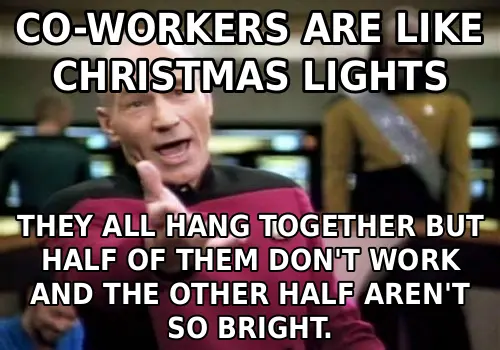 CO-WORKERS ARE LIKE
CHRISTMAS LIGHTS
THEY ALL HANG TOGETHER BUT
HALF OF THEM DON'T WORK
AND THE OTHER HALF AREN'T
SO BRIGHT.